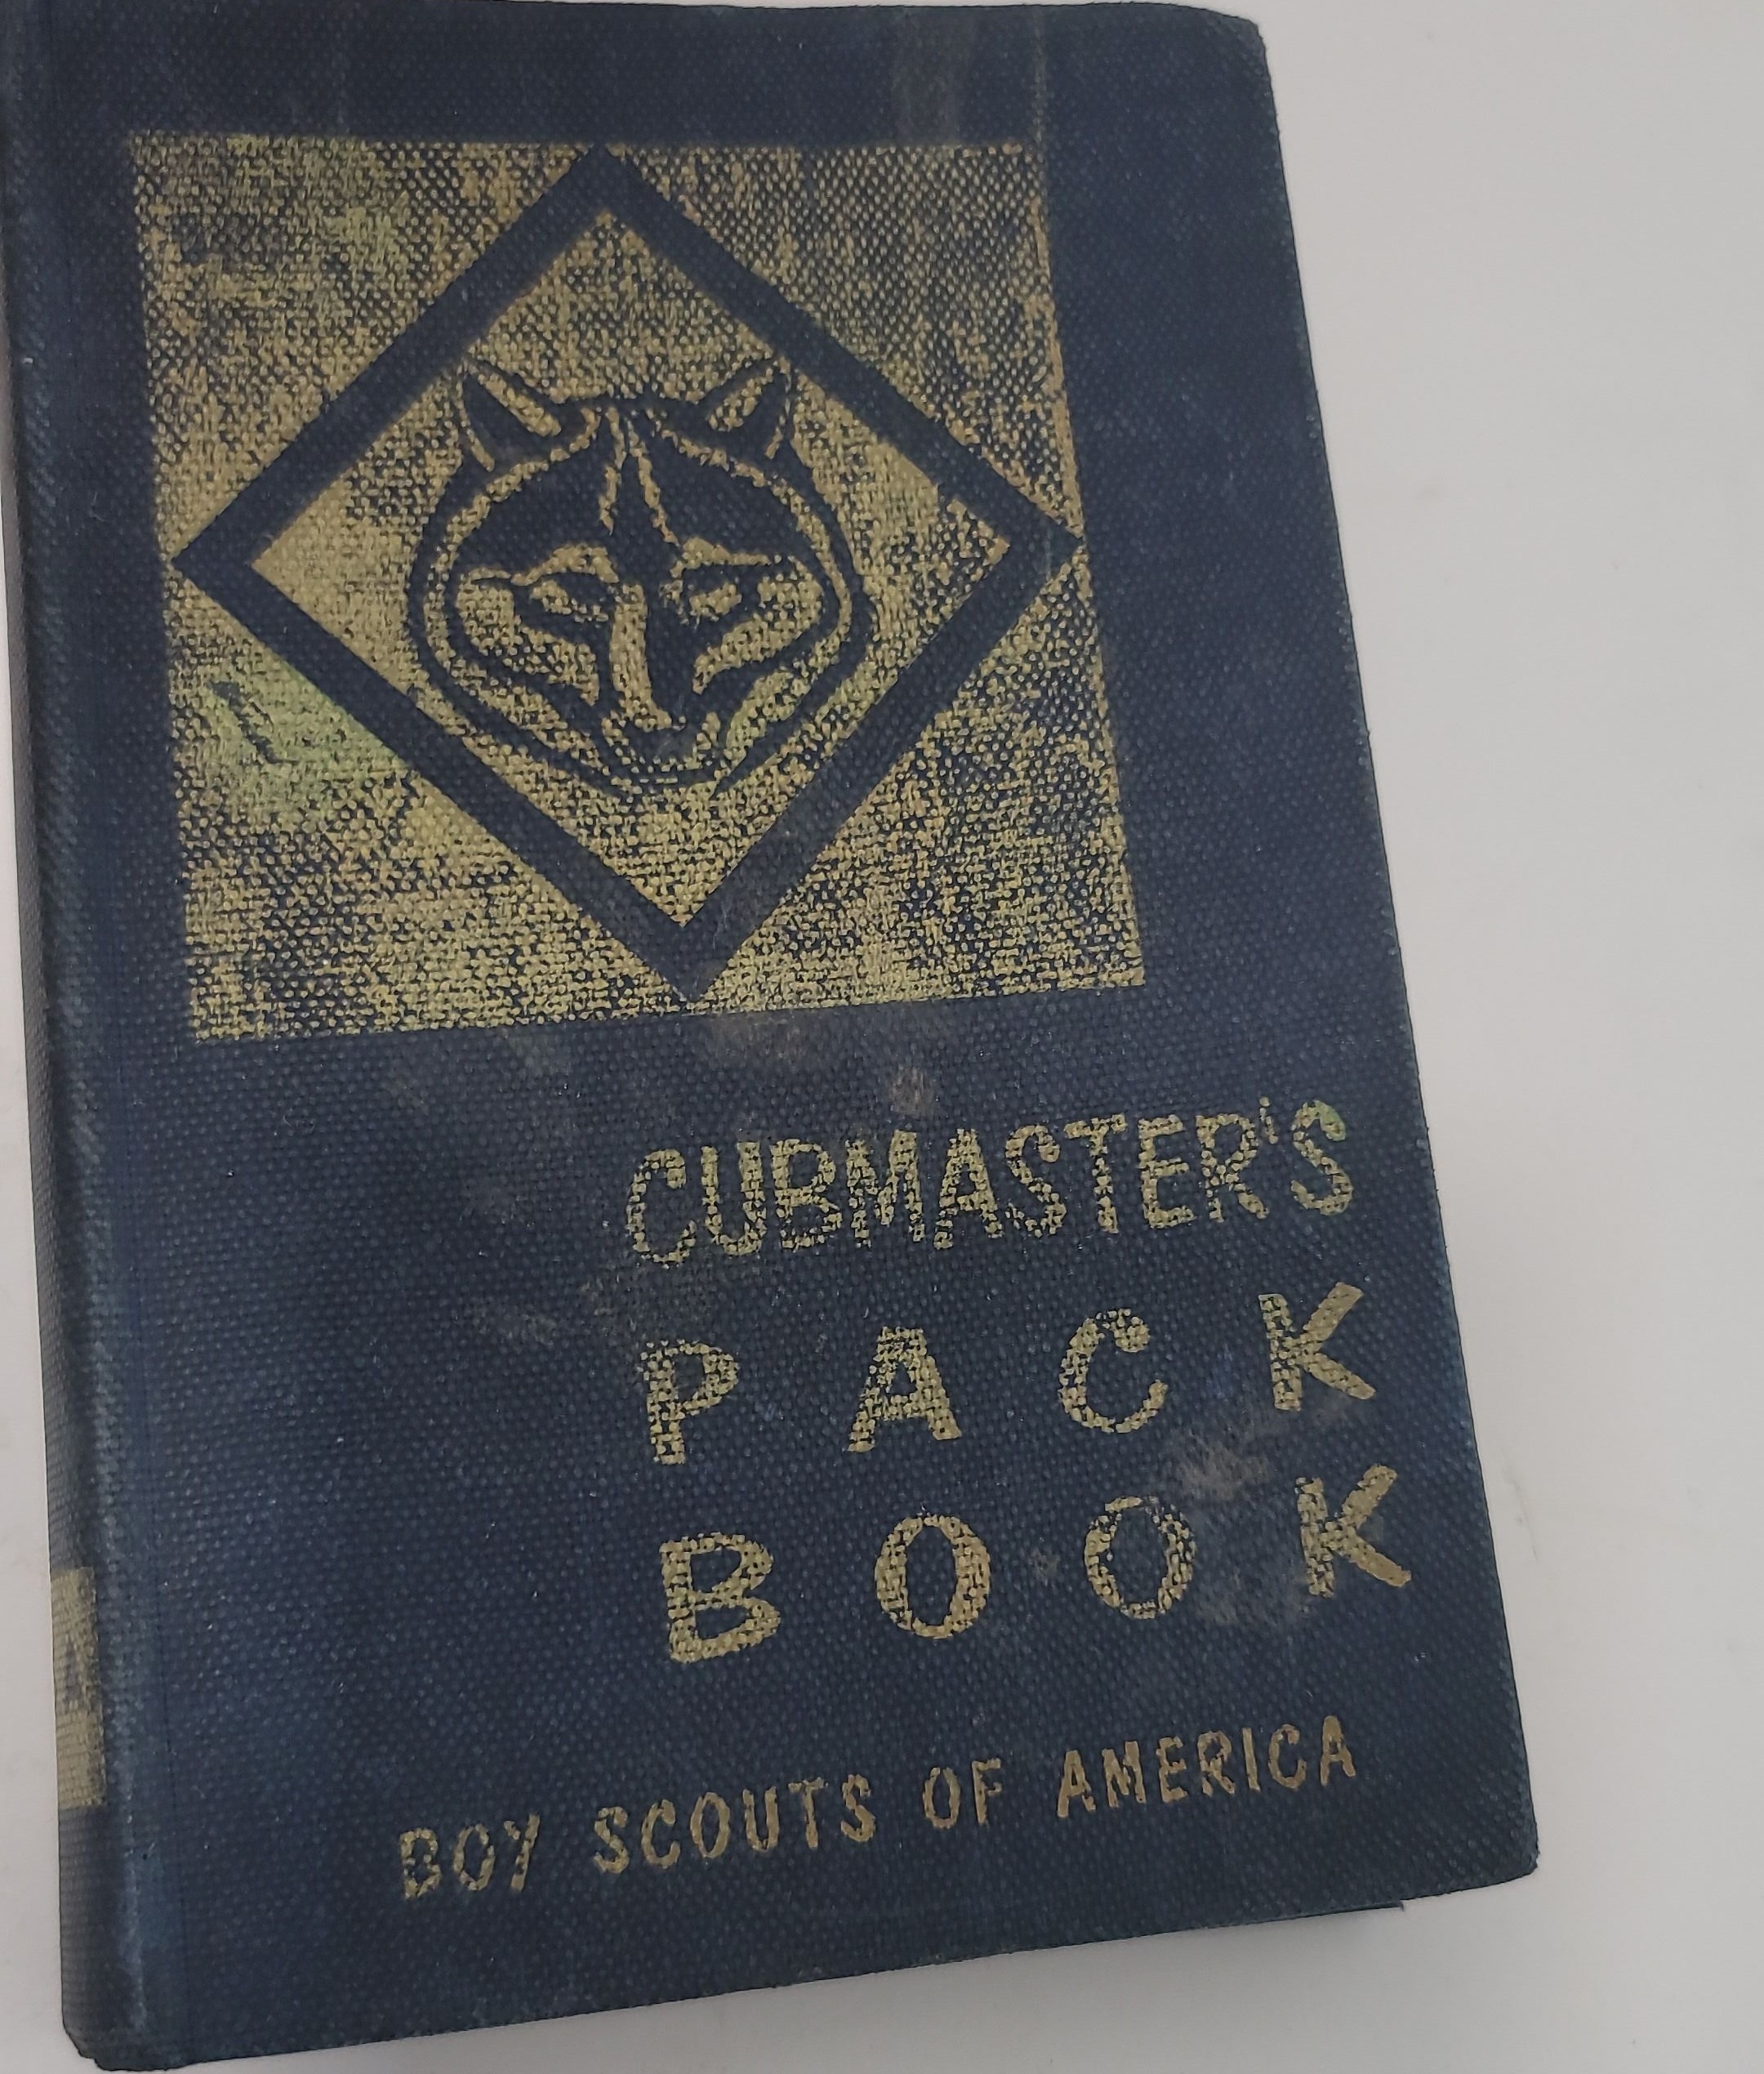 CUBMASTER'S
PACK
BOOK
BOY SCOUTS OF AMERICA